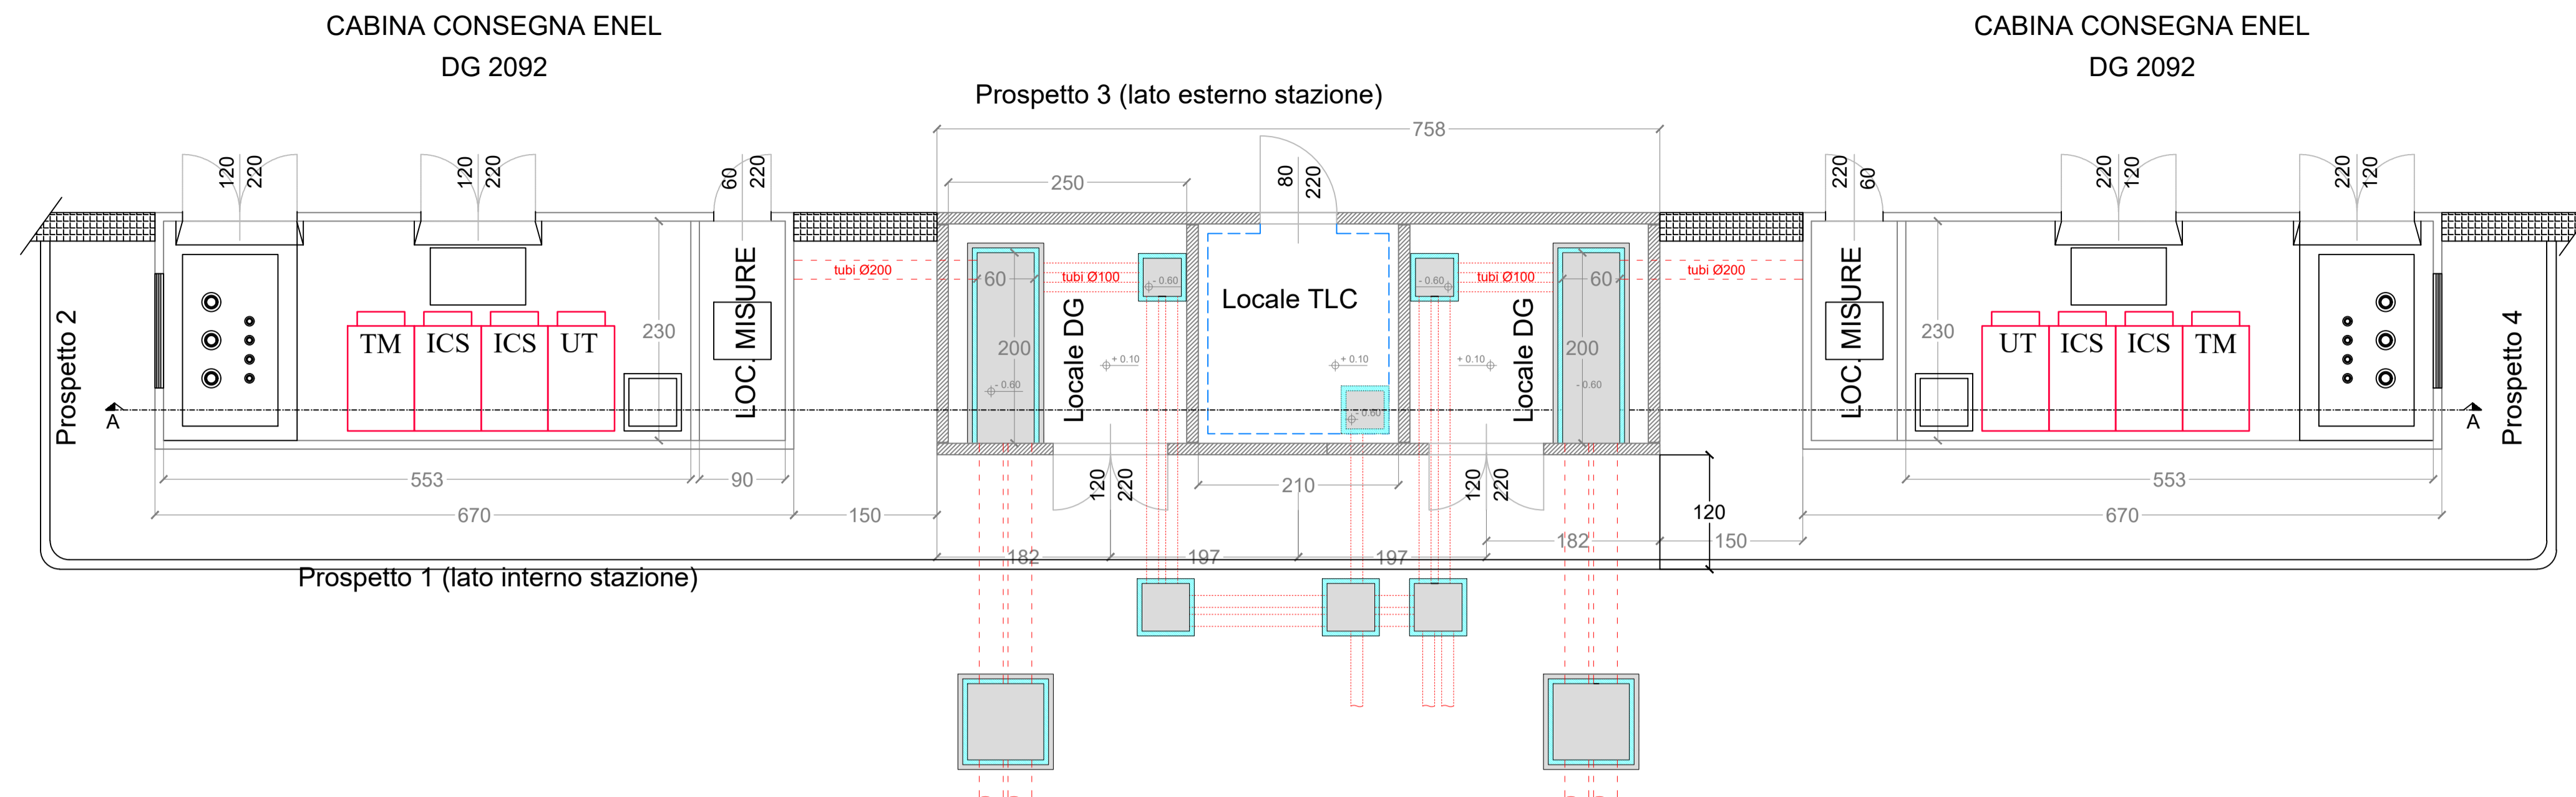 CABINA CONSEGNA ENEL
DG 2092
CABINA CONSEGNA ENEL
DG 2092
Prospetto 3 (lato esterno stazione)
758
250
120
220
120
220
60
220
80
220
220
60
220
120
220
120
tubi Ø200
60
tubi Ø100
- 0.60
- 0.60
tubi Ø100
60
tubi Ø200
Prospetto 2
TM
ICS
ICS
UT
230
LOC. MISURE
200
- 0.60
Locale DG
+ 0.10
Locale TLC
+ 0.10
- 0.60
+ 0.10
Locale DG
200
- 0.60
LOC. MISURE
230
UT
ICS
ICS
TM
Prospetto 4
A
A
553
90
120
220
210
120
220
553
670
150
120
670
182
197
197
182
150
Prospetto 1 (lato interno stazione)